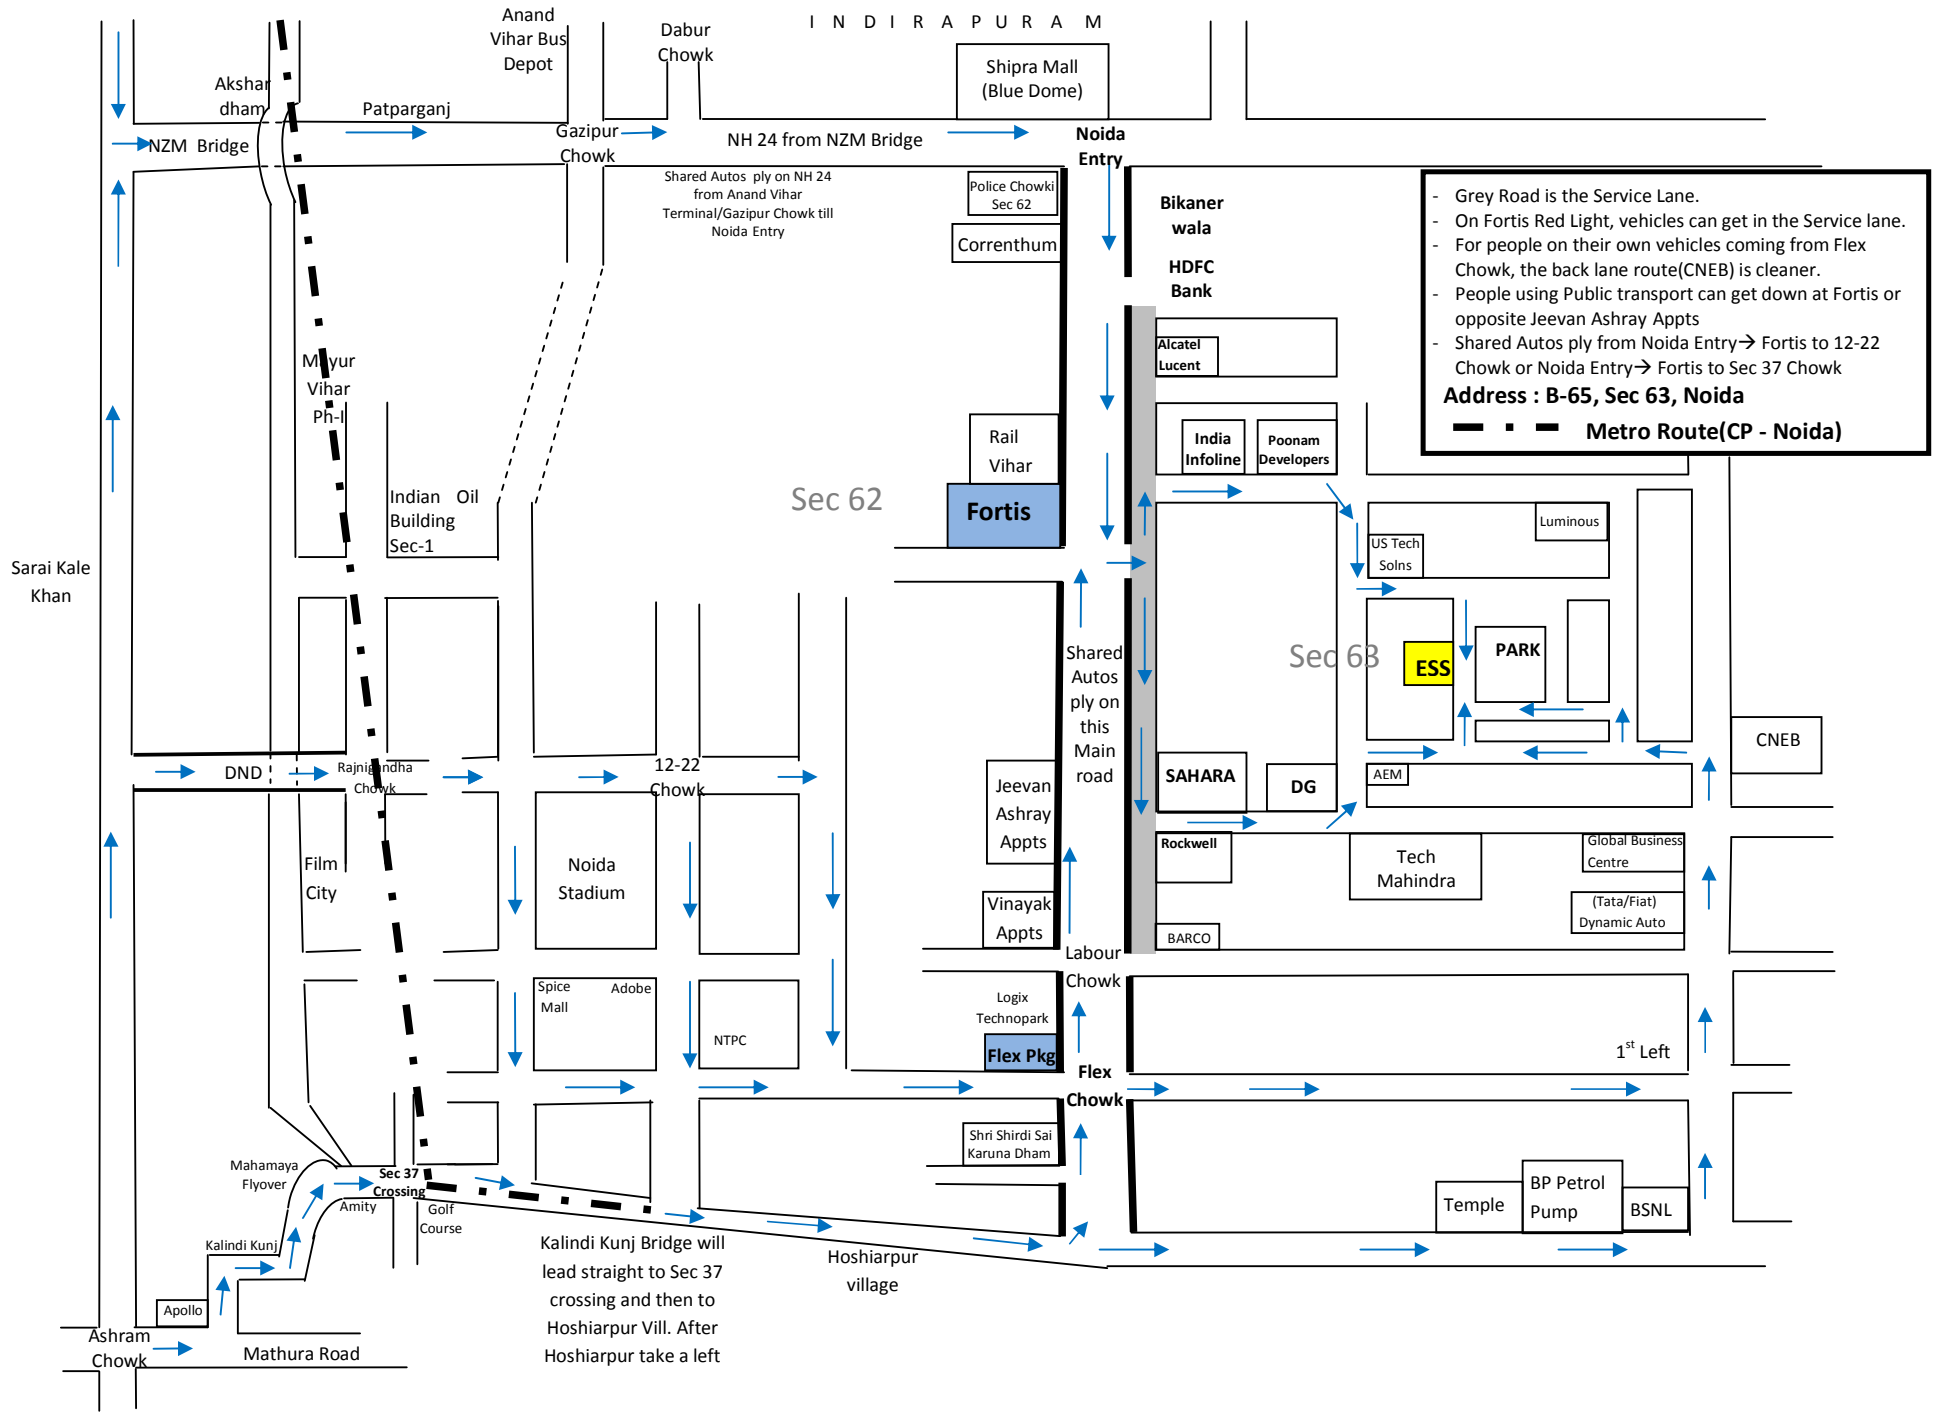 I N D I R A P U R A M
Anand
Vihar Bus
Depot
Dabur
Chowk
Shipra Mall
(Blue Dome)
Akshar
dham
Patparganj
NZM Bridge
Gazipur
Chowk
NH 24 from NZM Bridge
Noida
Entry
Shared Autos ply on NH 24
from Anand Vihar
Terminal/Gazipur Chowk till
Noida Entry
Police Chowki
Sec 62
Correnthum
Bikaner
wala
HDFC
Bank
- Grey Road is the Service Lane.
- On Fortis Red Light, vehicles can get in the Service lane.
- For people on their own vehicles coming from Flex
Chowk, the back lane route(CNEB) is cleaner.
- People using Public transport can get down at Fortis or
opposite Jeevan Ashray Appts
- Shared Autos ply from Noida Entry→ Fortis to 12-22
Chowk or Noida Entry→ Fortis to Sec 37 Chowk
Address : B-65, Sec 63, Noida
Metro Route(CP - Noida)
Alcatel
Lucent
Mayur
Vihar
Ph-I
Rail
Vihar
India
Infoline
Poonam
Developers
Indian Oil
Building
Sec-1
Sec 62
Fortis
Luminous
US Tech
Solns
Sarai Kale
Khan
Shared
Autos
ply on
this
Main
road
Sec 63
ESS
PARK
CNEB
DND
Rajnigandha
Chowk
12-22
Chowk
Jeevan
Ashray
Appts
SAHARA
DG
AEM
Film
City
Noida
Stadium
Rockwell
Tech
Mahindra
Global Business
Centre
(Tata/Fiat)
Dynamic Auto
Vinayak
Appts
BARCO
Labour
Chowk
Spice
Mall
Adobe
Logix
Technopark
NTPC
Flex Pkg
1st Left
Flex
Chowk
Shri Shirdi Sai
Karuna Dham
Mahamaya
Flyover
Sec 37
Crossing
Amity
Golf
Course
Temple
BP Petrol
Pump
BSNL
Kalindi Kunj
Kalindi Kunj Bridge will
lead straight to Sec 37
crossing and then to
Hoshiarpur Vill. After
Hoshiarpur take a left
Hoshiarpur
village
Apollo
Ashram
Chowk
Mathura Road